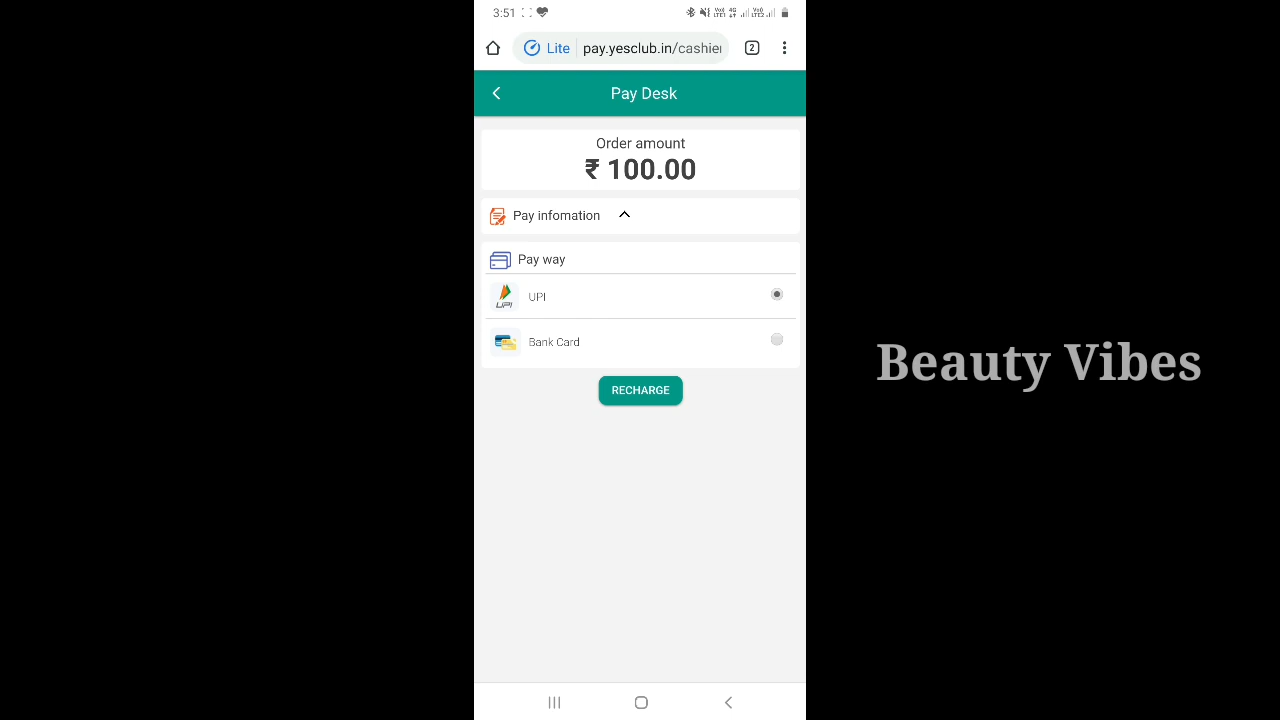 3:51
Lite pay.yesclub.in/cashier
2
Pay Desk
Order amount
₹ 100.00
Pay infomation
Pay way
UPI UPI
Bank Card
RECHARGE
Beauty Vibes